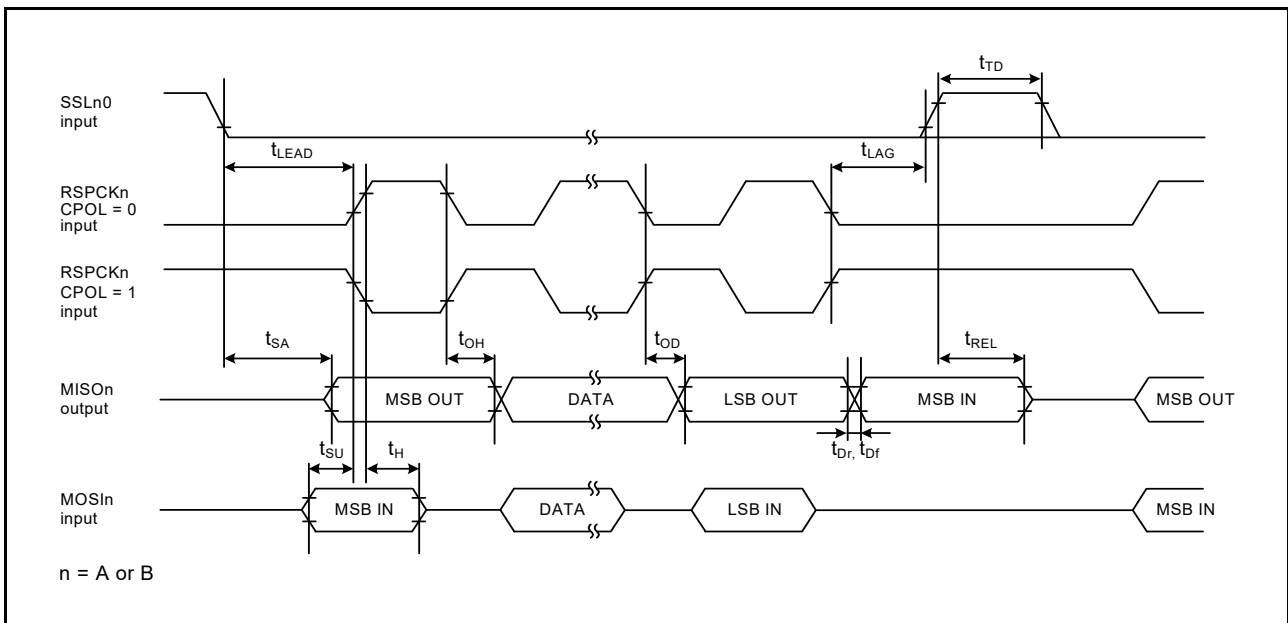 tTD
SSLn0
input
tLEAD
tLAG
RSPCKn
CPOL = 0
input
RSPCKn
CPOL = 1
input
tSA
tOH
tOD
tREL
MISOn
output
MSB OUT
DATA
LSB OUT
MSB IN
MSB OUT
tSU
tH
tDr, tDf
MOSIn
input
MSB IN
DATA
LSB IN
MSB IN
n = A or B